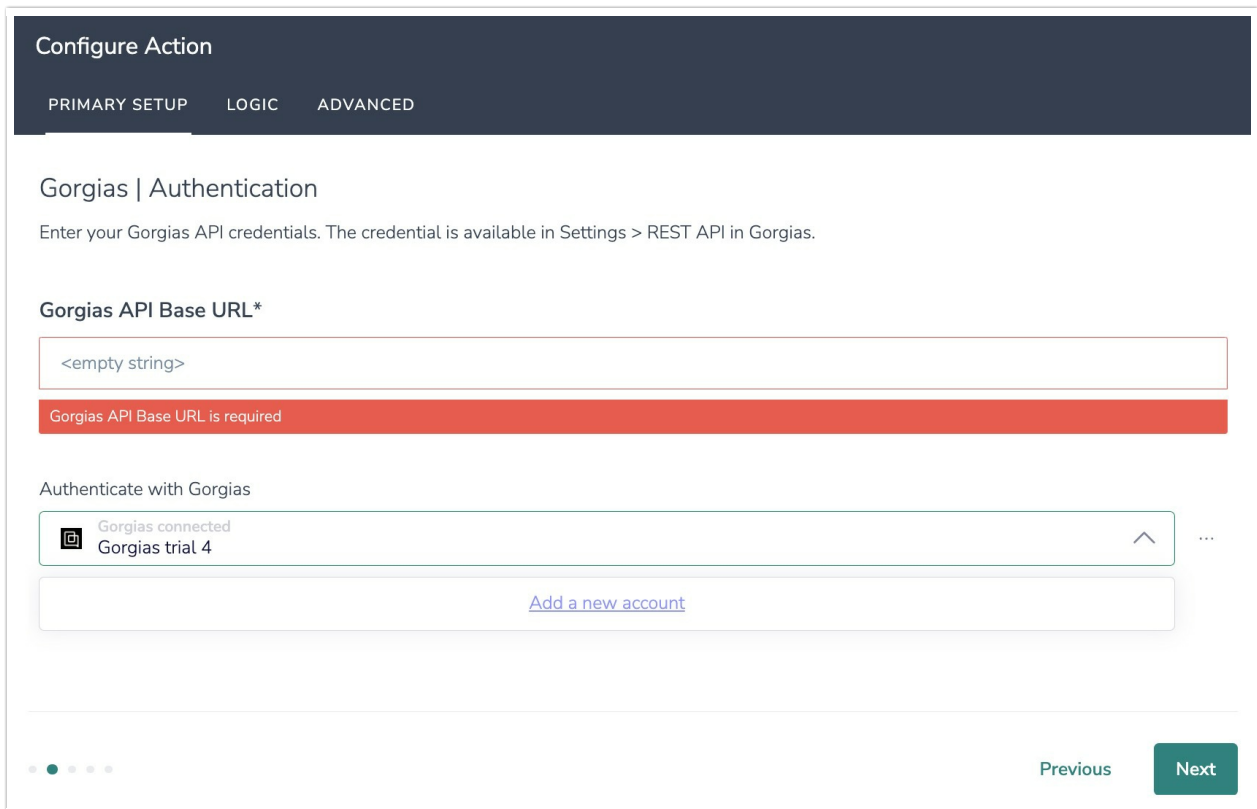 Configure Action
PRIMARY SETUP LOGIC ADVANCED
Gorgias | Authentication
Enter your Gorgias API credentials. The credential is available in Settings > REST API in Gorgias.
Gorgias API Base URL*
<empty string>
Gorgias API Base URL is required
Authenticate with Gorgias
Gorgias connected
Gorgias trial 4
...
Add a new account
Previous Next